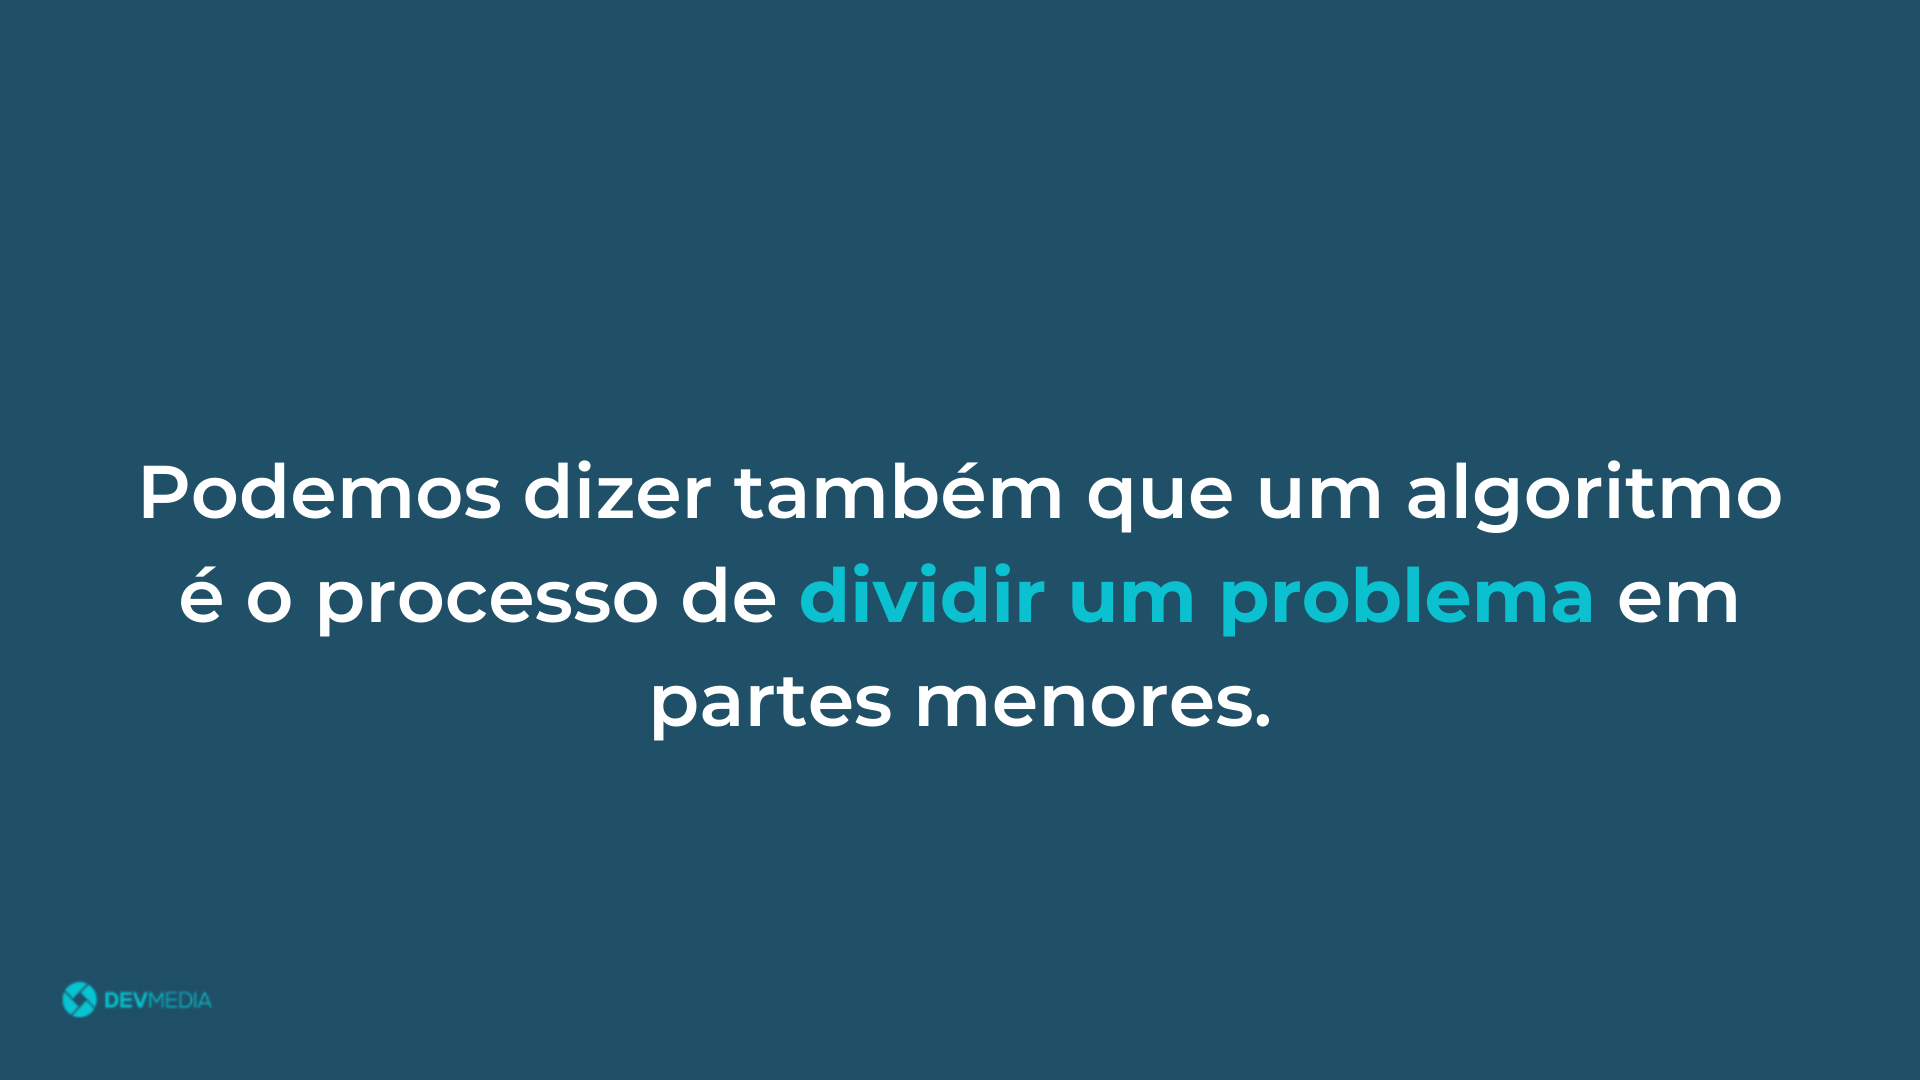 Podemos dizer também que um algoritmo
é o processo de dividir um problema em
partes menores.
DEVMEDIA